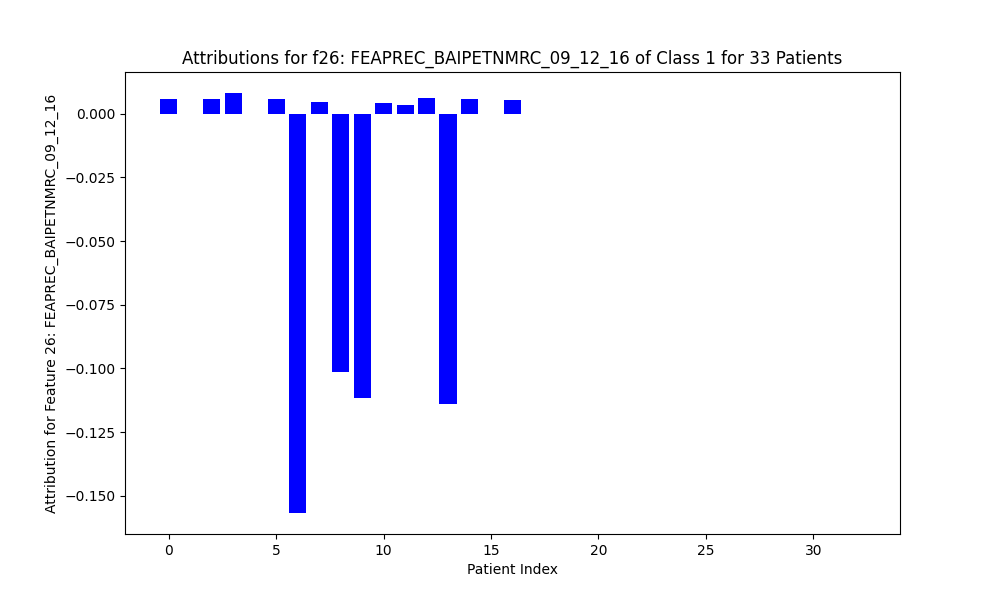 Attributions for f26: FEAPREC_BAIPETNMRC_09_12_16 of Class 1 for 33 Patients
Attribution for Feature 26: FEAPREC_BAIPETNMRC_09_12_16
0.000
−0.025
−0.050
−0.075
−0.100
−0.125
−0.150
0 5 10 15 20 25 30
Patient Index